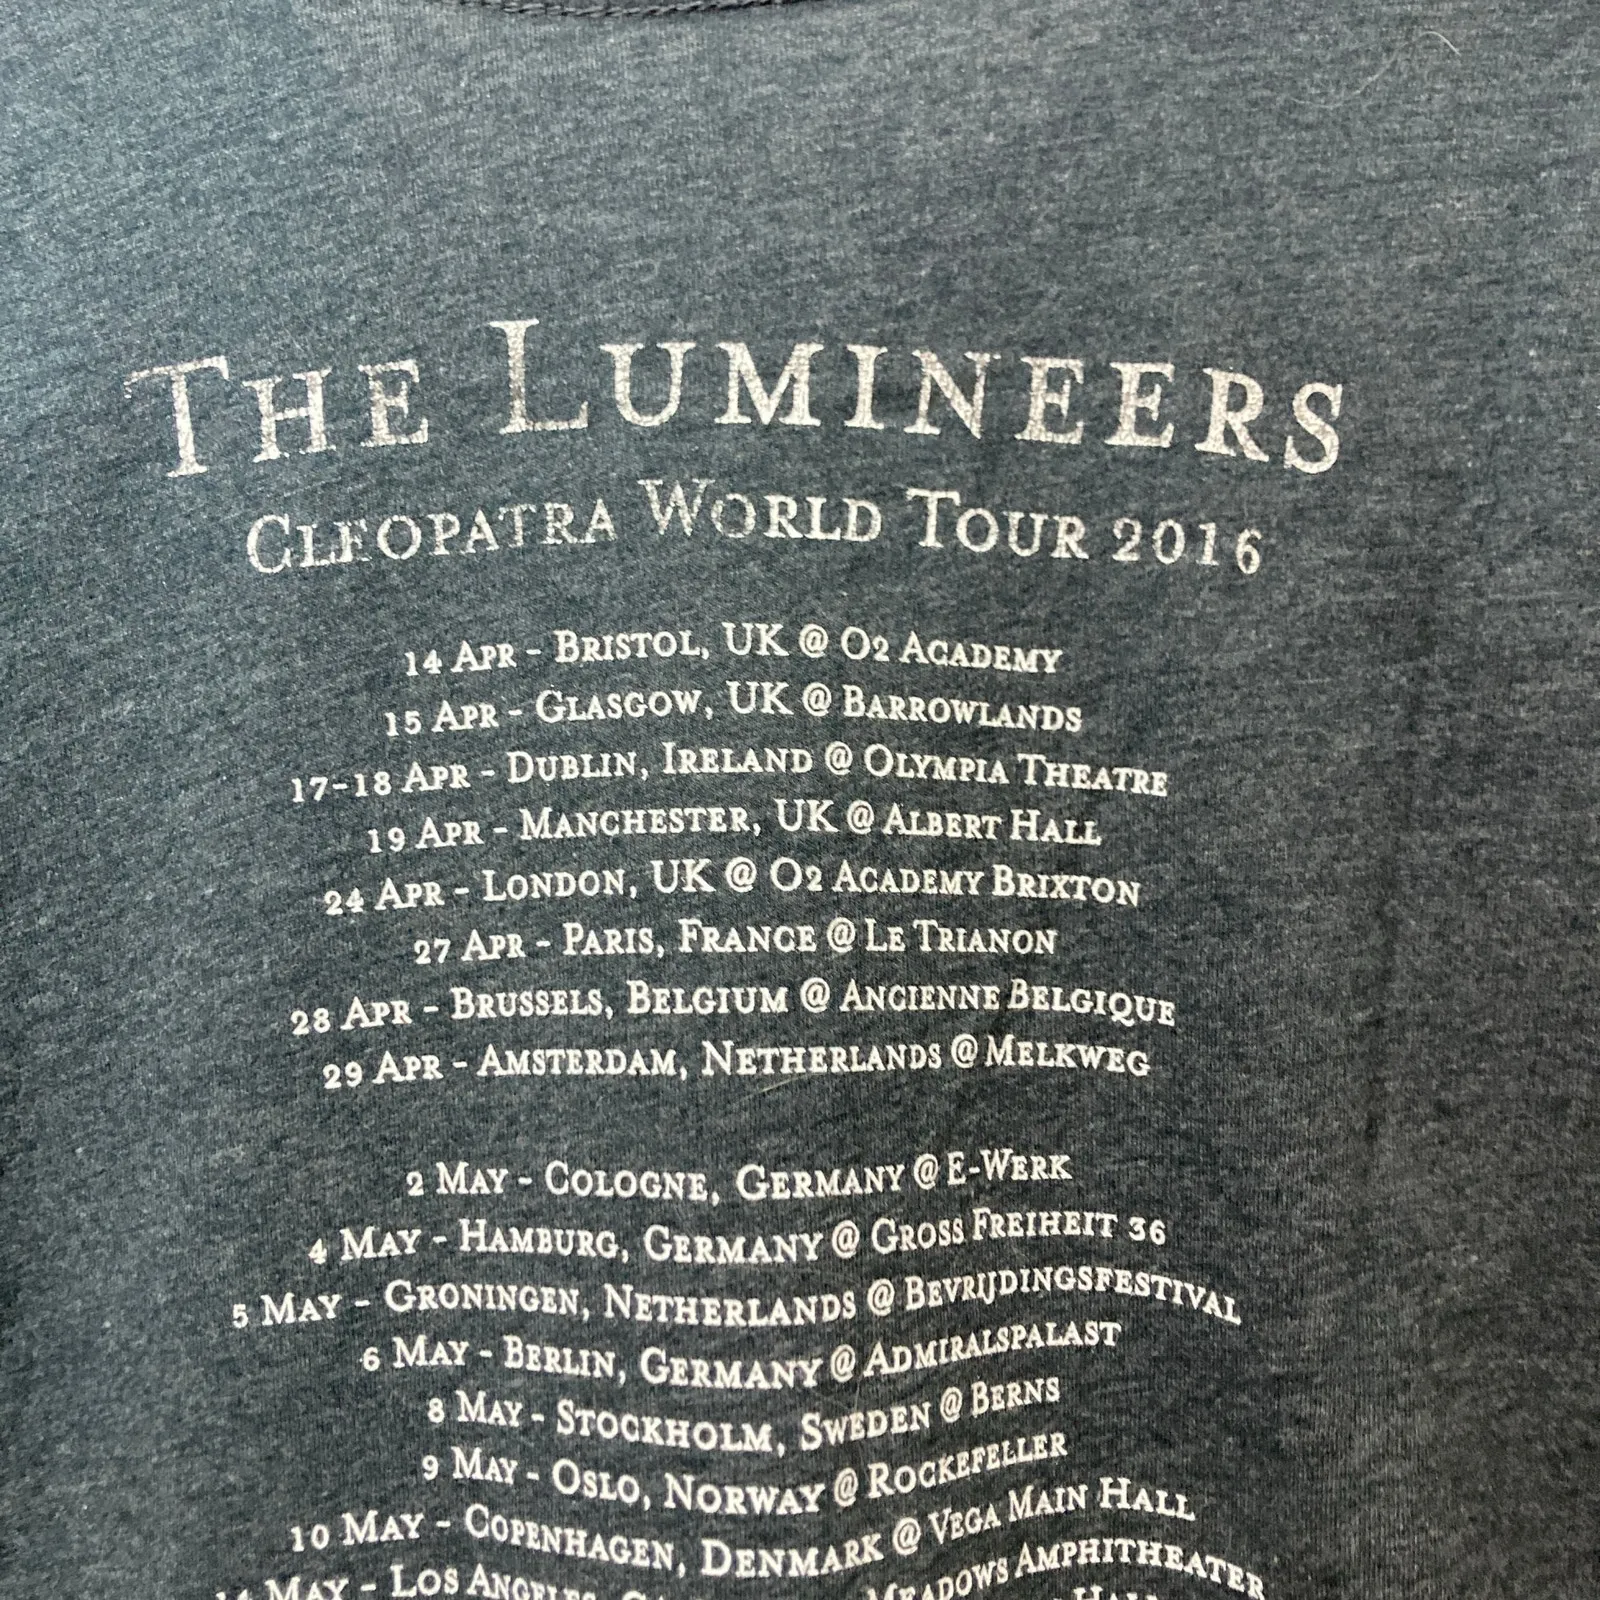 The Lumineers
Cleopatra World Tour 2016
14 Apr - Bristol, UK @ O2 Academy
15 Apr - Glasgow, UK @ Barrowlands
17-18 Apr - Dublin, Ireland @ Olympia Theatre
19 Apr - Manchester, UK @ Albert Hall
24 Apr - London, UK @ O2 Academy Brixton
27 Apr - Paris, France @ Le Trianon
28 Apr - Brussels, Belgium @ Ancienne Belgique
29 Apr - Amsterdam, Netherlands @ Melkweg
2 May - Cologne, Germany @ E-Werk
4 May - Hamburg, Germany @ Gross Freiheit 36
5 May - Groningen, Netherlands @ Bevrijdingsfestival
6 May - Berlin, Germany @ Admiralspalast
8 May - Stockholm, Sweden @ Berns
9 May - Oslo, Norway @ Rockefeller
10 May - Copenhagen, Denmark @ Vega Main Hall
May - Los Angeles, Meadows Amphitheater